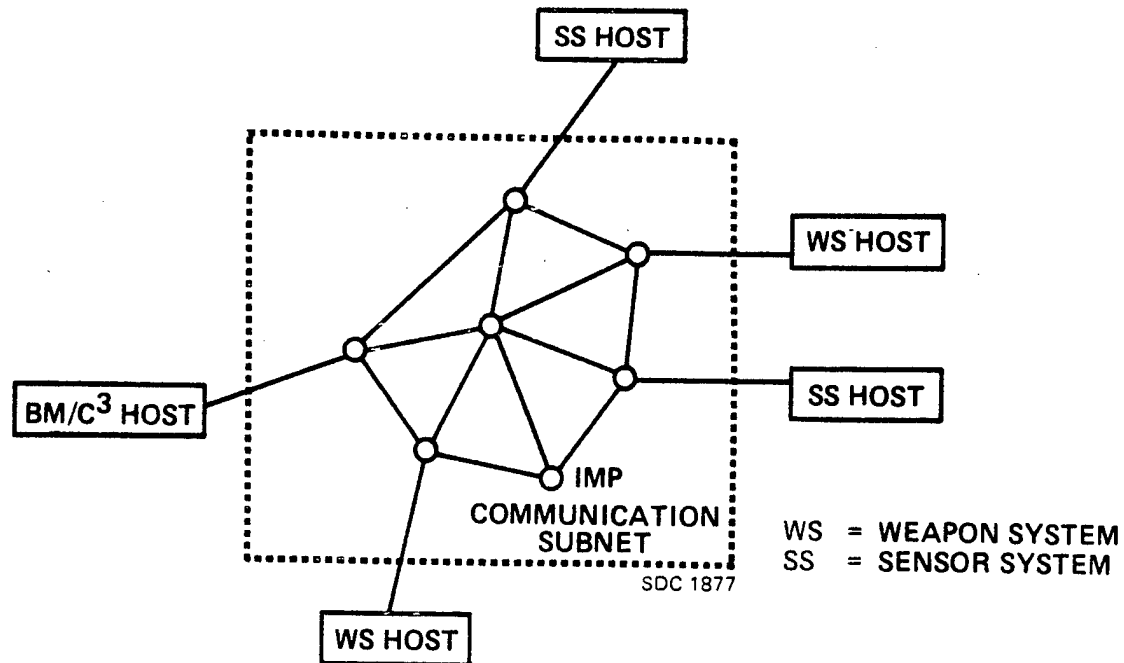 SS HOST
WS HOST
BM/C³ HOST
SS HOST
IMP
COMMUNICATION
SUBNET
WS = WEAPON SYSTEM
SS = SENSOR SYSTEM
SDC 1877
WS HOST